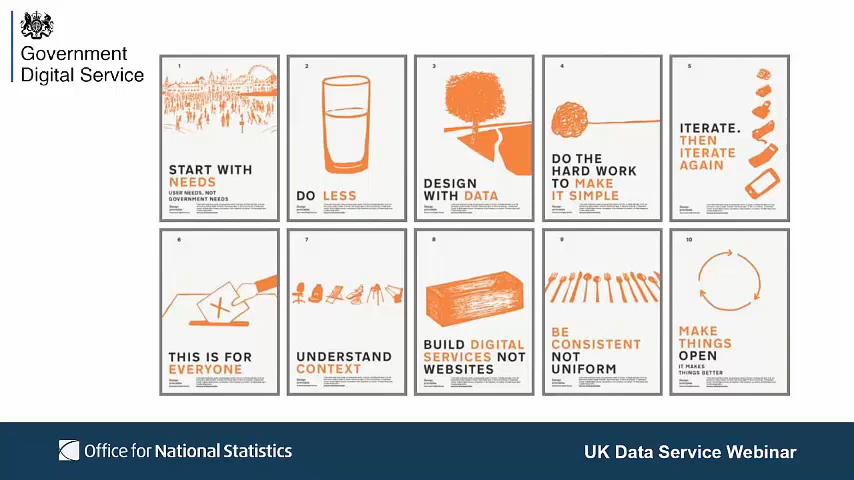 Government
Digital Service
1
START WITH
NEEDS
USER NEEDS, NOT
GOVERNMENT NEEDS
2
DO LESS
3
DESIGN
WITH DATA
4
DO THE
HARD WORK
TO MAKE
IT SIMPLE
5
ITERATE.
THEN
ITERATE
AGAIN
6
THIS IS FOR
EVERYONE
7
UNDERSTAND
CONTEXT
8
BUILD DIGITAL
SERVICES NOT
WEBSITES
9
BE
CONSISTENT
NOT
UNIFORM
10
MAKE
THINGS
OPEN
IT MAKES
THINGS BETTER
Office for National Statistics
UK Data Service Webinar